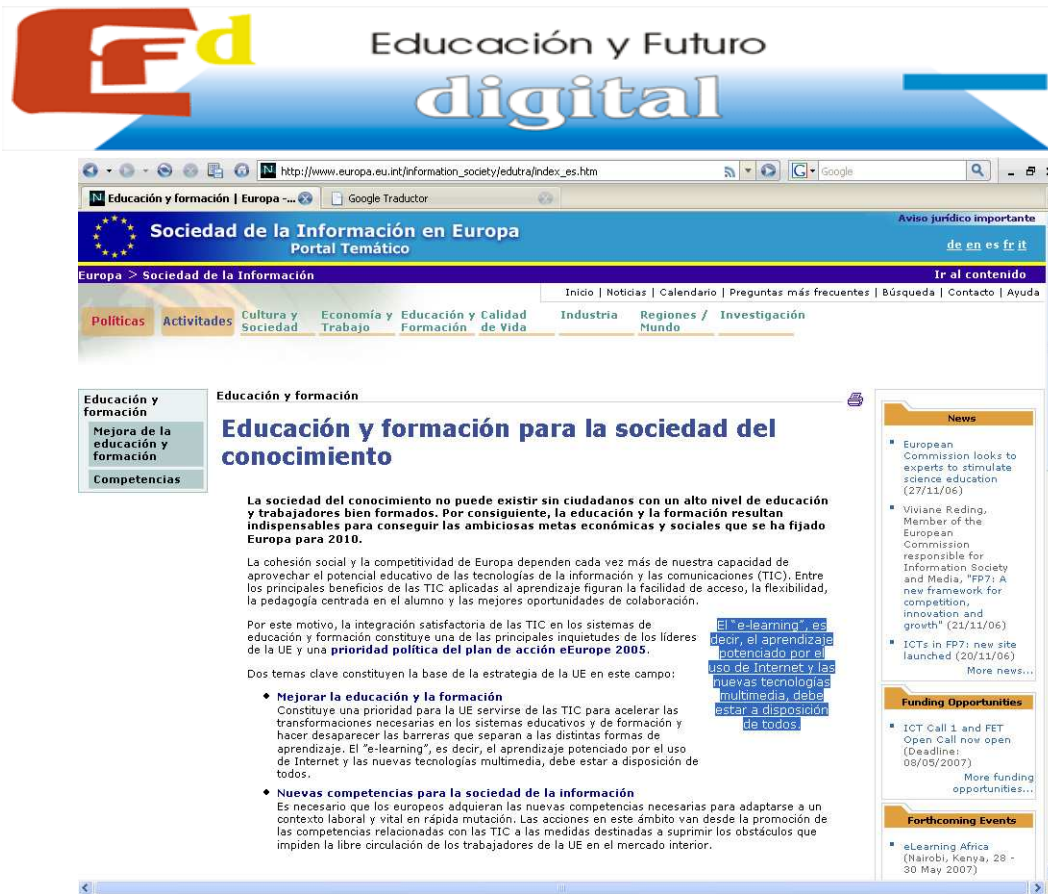 EFd
Educación y Futuro
digital
http://www.europa.eu.int/information_society/edutra/index_es.htm
G Google
Educación y formación | Europa -...
Google Traductor
Aviso jurídico importante
Sociedad de la Información en Europa
Portal Temático
de en es fr it
Europa > Sociedad de la Información
Ir al contenido
Inicio | Noticias | Calendario | Preguntas más frecuentes | Búsqueda | Contacto | Ayuda
Políticas
Actividades
Cultura y
Sociedad
Economía y
Trabajo
Educación y
Formación
Calidad
de Vida
Industria
Regiones /
Mundo
Investigación
Educación y
formación
Mejora de la
educación y
formación
Competencias
Educación y formación
Educación y formación para la sociedad del
conocimiento
La sociedad del conocimiento no puede existir sin ciudadanos con un alto nivel de educación
y trabajadores bien formados. Por consiguiente, la educación y la formación resultan
indispensables para conseguir las ambiciosas metas económicas y sociales que se ha fijado
Europa para 2010.
La cohesión social y la competitividad de Europa dependen cada vez más de nuestra capacidad de
aprovechar el potencial educativo de las tecnologías de la información y las comunicaciones (TIC). Entre
los principales beneficios de las TIC aplicadas al aprendizaje figuran la facilidad de acceso, la flexibilidad,
la pedagogía centrada en el alumno y las mejores oportunidades de colaboración.
Por este motivo, la integración satisfactoria de las TIC en los sistemas de
educación y formación constituye una de las principales inquietudes de los líderes
de la UE y una prioridad política del plan de acción eEurope 2005.
Dos temas clave constituyen la base de la estrategia de la UE en este campo:
El "e-learning", es
decir, el aprendizaje
potenciado por el
uso de Internet y las
nuevas tecnologías
multimedia, debe
estar a disposición
de todos.
Mejorar la educación y la formación
Constituye una prioridad para la UE servirse de las TIC para acelerar las
transformaciones necesarias en los sistemas educativos y de formación y
hacer desaparecer las barreras que separan a las distintas formas de
aprendizaje. El "e-learning", es decir, el aprendizaje potenciado por el uso
de Internet y las nuevas tecnologías multimedia, debe estar a disposición de
todos.
Nuevas competencias para la sociedad de la información
Es necesario que los europeos adquieran las nuevas competencias necesarias para adaptarse a un
contexto laboral y vital en rápida mutación. Las acciones en este ámbito van desde la promoción de
las competencias relacionadas con las TIC a las medidas destinadas a suprimir los obstáculos que
impiden la libre circulación de los trabajadores de la UE en el mercado interior.
News
European
Commission looks to
experts to stimulate
science education
(27/11/06)
Viviane Reding,
Member of the
European
Commission
responsible for
Information Society
and Media, "FP7: A
new framework for
competition,
innovation and
growth" (21/11/06)
ICTs in FP7: new site
launched (20/11/06)
More news...
Funding Opportunities
ICT Call 1 and FET
Open Call now open
(Deadline:
08/05/2007)
More funding
opportunities...
Forthcoming Events
eLearning Africa
(Nairobi, Kenya, 28 -
30 May 2007)